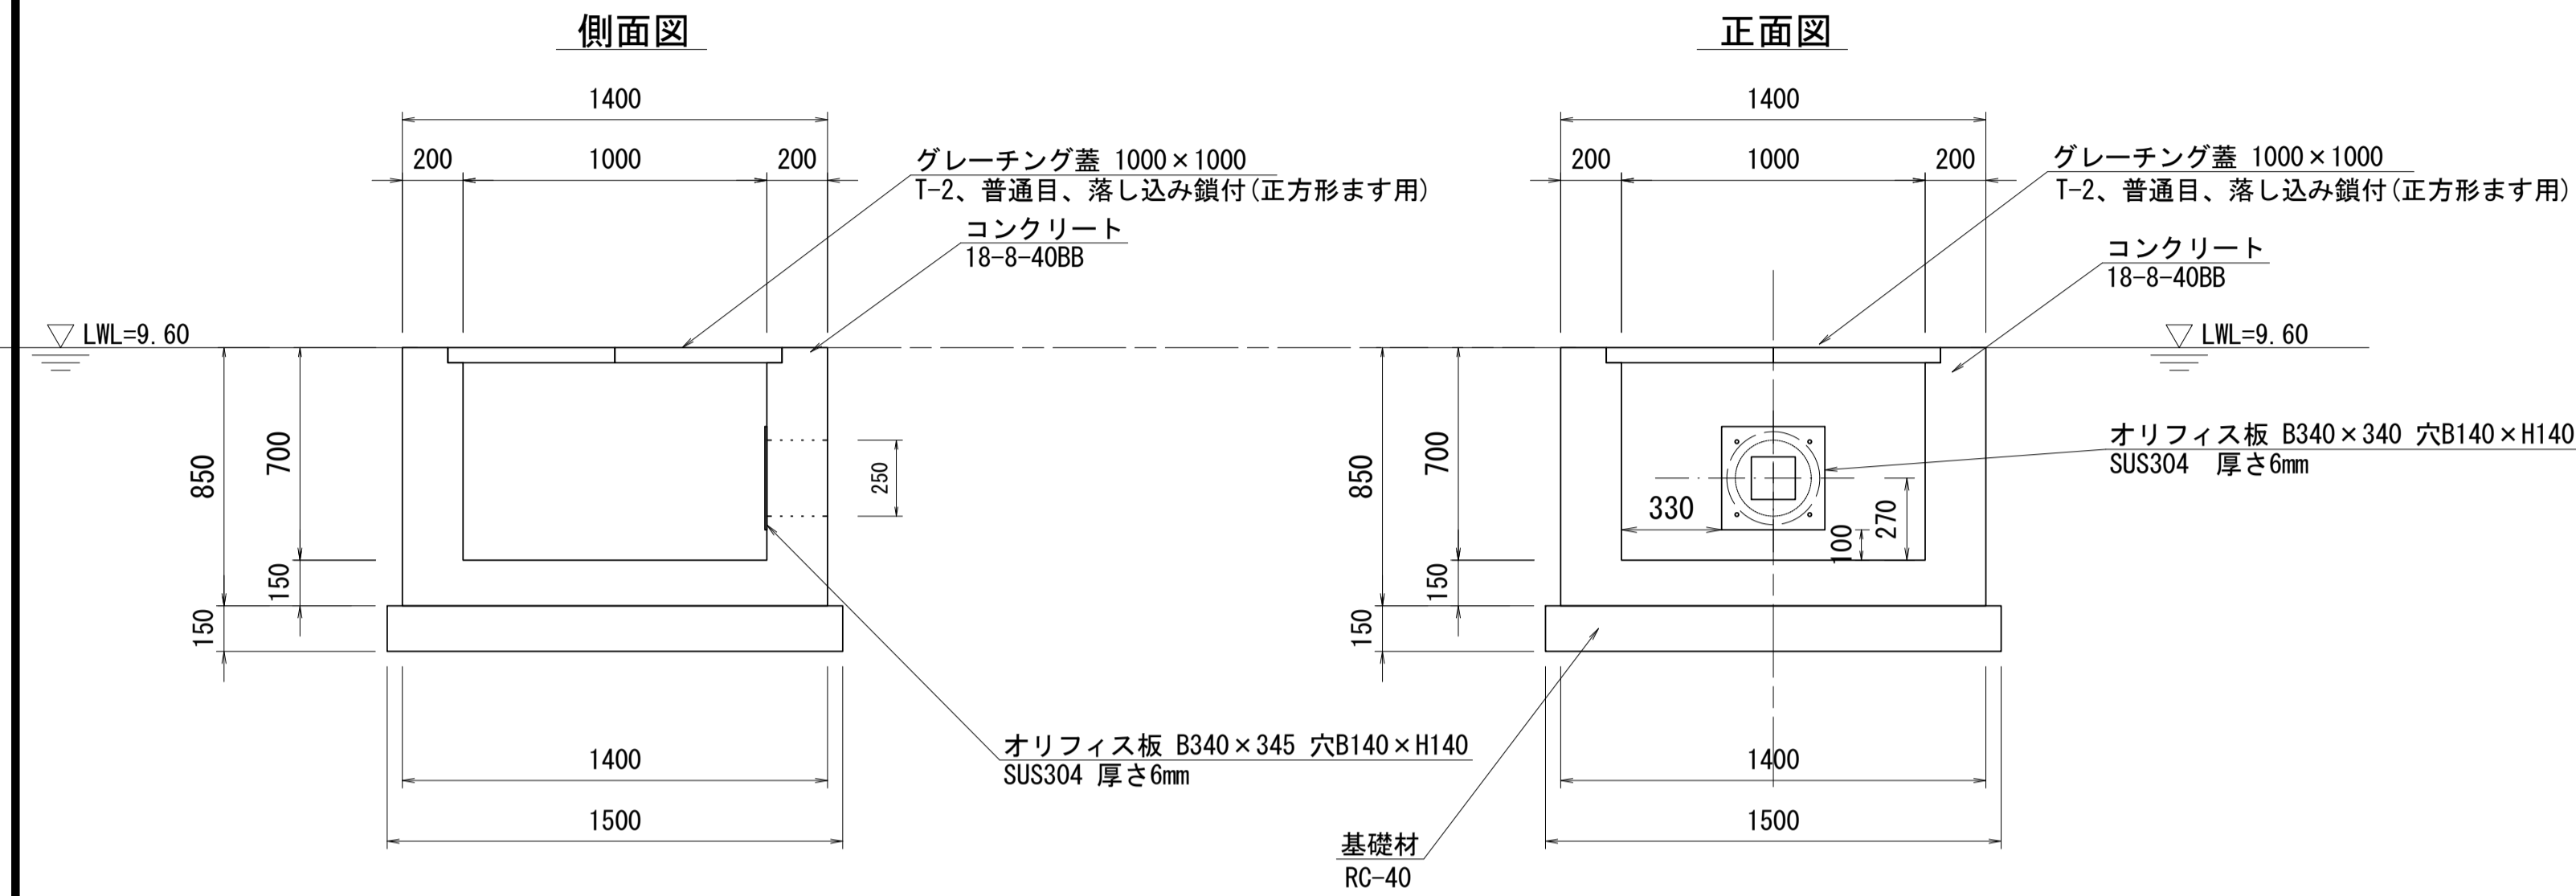 側面図
1400
200
1000
200
グレーチング蓋 1000×1000
T-2、普通目、落し込み鎖付(正方形ます用)
コンクリート
18-8-40BB
LWL=9.60
850
700
150
150
250
オリフィス板 B340×345 穴B140×H140
SUS304 厚さ6mm
1400
1500
正面図
1400
200
1000
200
グレーチング蓋 1000×1000
T-2、普通目、落し込み鎖付(正方形ます用)
コンクリート
18-8-40BB
LWL=9.60
850
700
150
150
330
100
270
オリフィス板 B340×340 穴B140×H140
SUS304 厚さ6mm
1400
1500
基礎材
RC-40